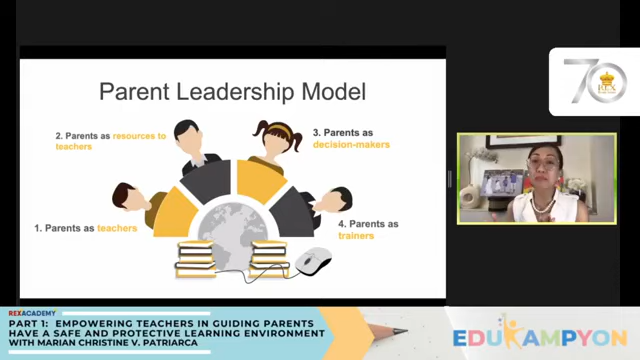 Parent Leadership Model
2. Parents as resources to
teachers
3. Parents as
decision-makers
1. Parents as teachers
4. Parents as
trainers
70
REX
REXACADEMY
PART 1: EMPOWERING TEACHERS IN GUIDING PARENTS
HAVE A SAFE AND PROTECTIVE LEARNING ENVIRONMENT
WITH MARIAN CHRISTINE V. PATRIARCA
EDUKAMPYON